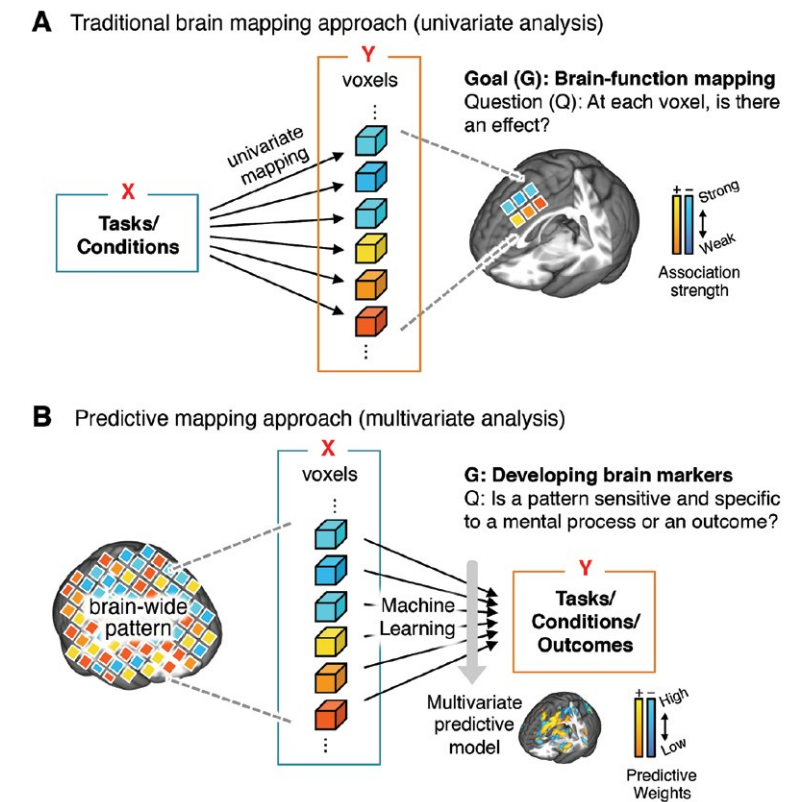 A Traditional brain mapping approach (univariate analysis)
Y
voxels
...
univariate
mapping
X
Tasks/
Conditions
...
Goal (G): Brain-function mapping
Question (Q): At each voxel, is there
an effect?
+ –
Strong
Weak
Association
strength
B Predictive mapping approach (multivariate analysis)
X
voxels
...
brain-wide
pattern
...
Machine
Learning
G: Developing brain markers
Q: Is a pattern sensitive and specific
to a mental process or an outcome?
Y
Tasks/
Conditions/
Outcomes
Multivariate
predictive
model
+ –
High
Low
Predictive
Weights